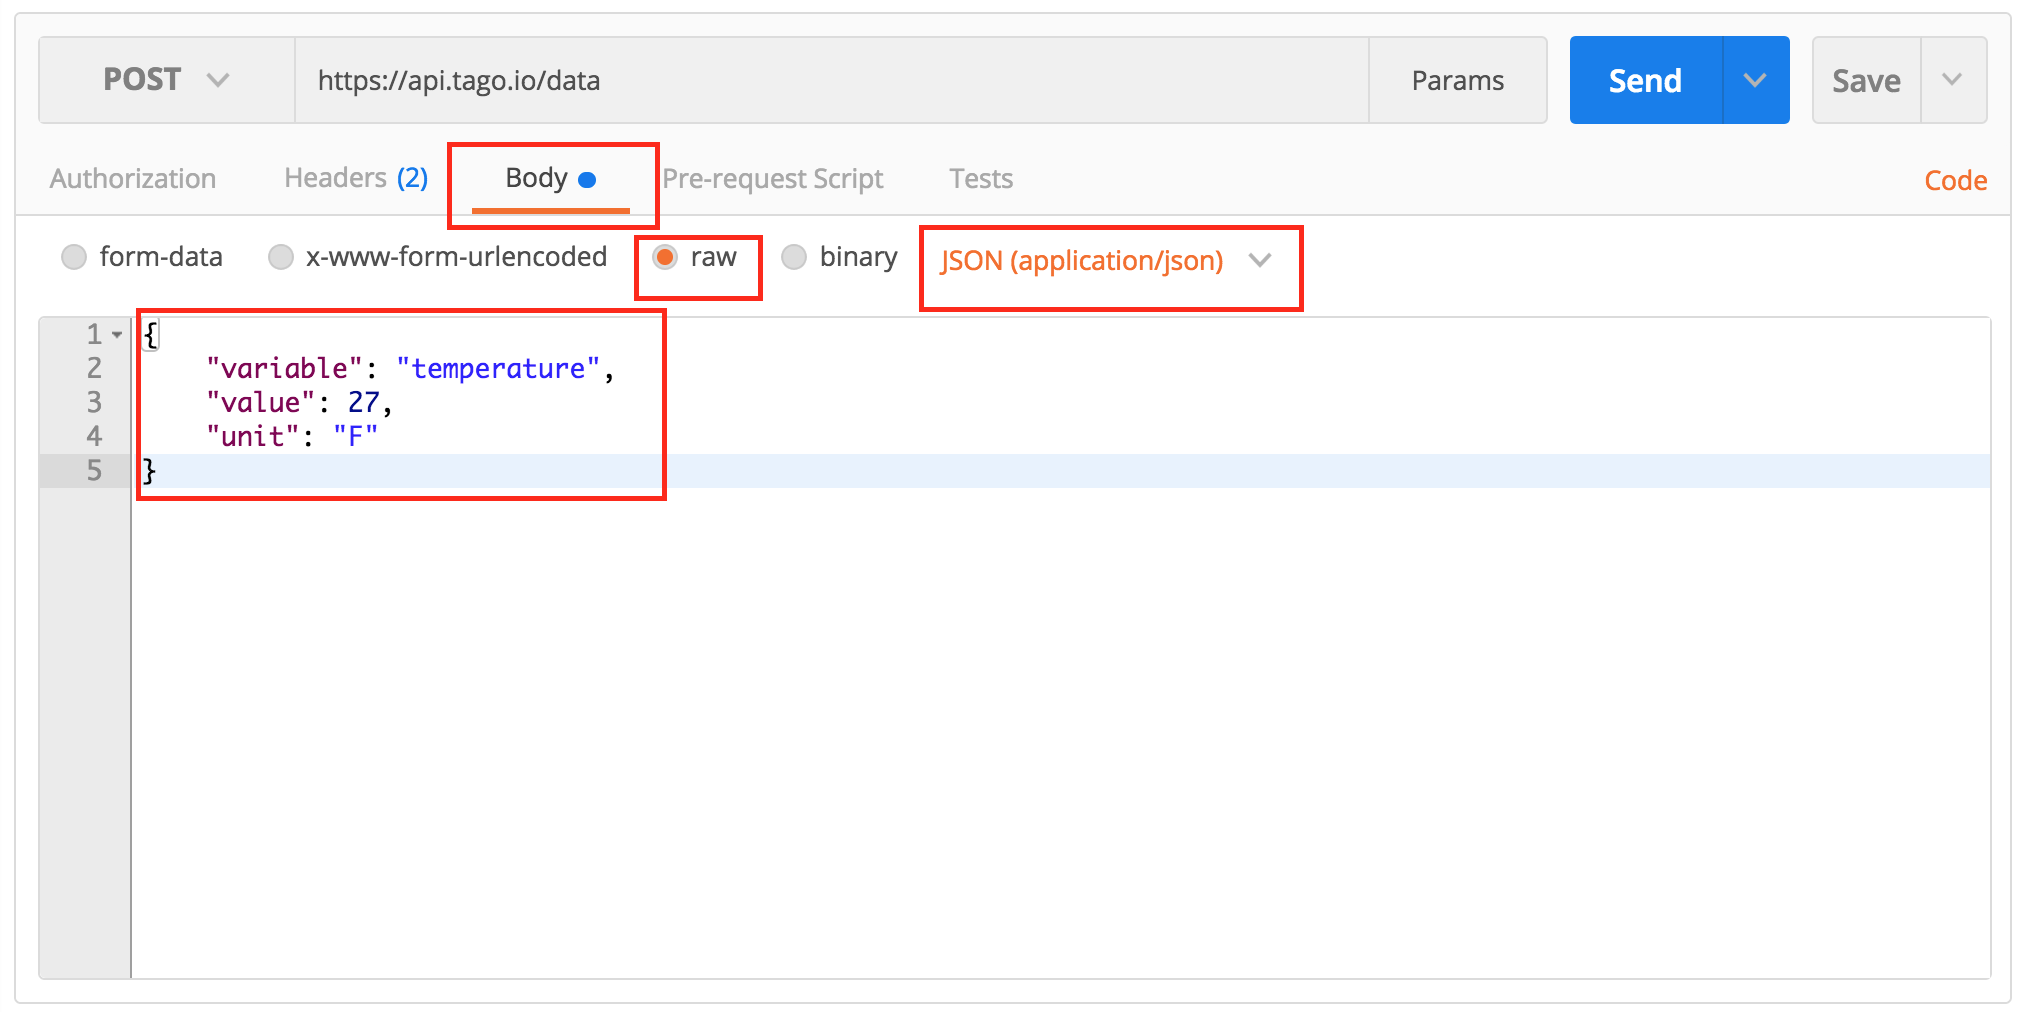 POST https://api.tago.io/data Params Send Save
Authorization Headers (2) Body Pre-request Script Tests Code
form-data x-www-form-urlencoded raw binary JSON (application/json)
1 {
2 "variable": "temperature",
3 "value": 27,
4 "unit": "F"
5 }